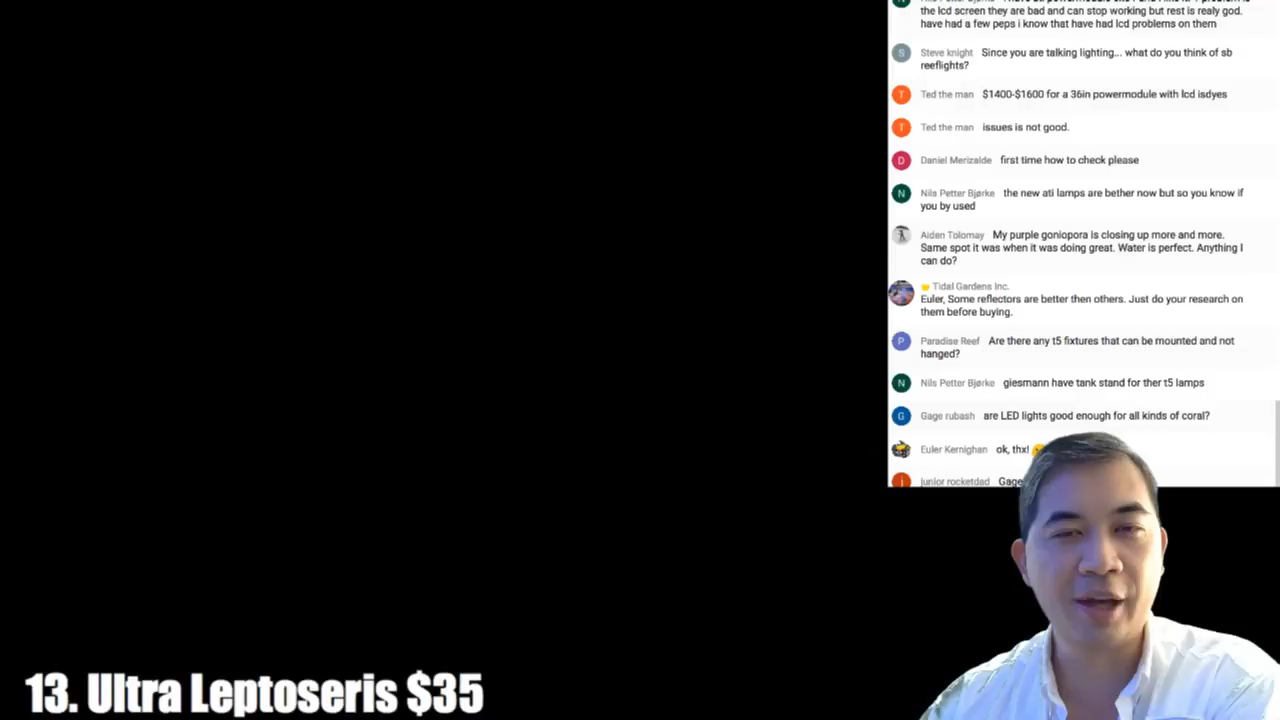 the lcd screen they are bad and can stop working but rest is realy god.
have had a few peps i know that have had lcd problems on them
S Steve knight Since you are talking lighting... what do you think of sb
reeflights?
T Ted the man $1400-$1600 for a 36in powermodule with lcd isdyes
T Ted the man issues is not good.
D Daniel Merizalde first time how to check please
N Nils Petter Bjørke the new ati lamps are bether now but so you know if
you by used
Aiden Tolomay My purple goniopora is closing up more and more.
Same spot it was when it was doing great. Water is perfect. Anything I
can do?
Tidal Gardens Inc.
Euler, Some reflectors are better then others. Just do your research on
them before buying.
P Paradise Reef Are there any t5 fixtures that can be mounted and not
hanged?
N Nils Petter Bjørke giesmann have tank stand for ther t5 lamps
G Gage rubash are LED lights good enough for all kinds of coral?
Euler Kernighan ok, thx!
j junior rocketdad Gage
13. Ultra Leptoseris $35